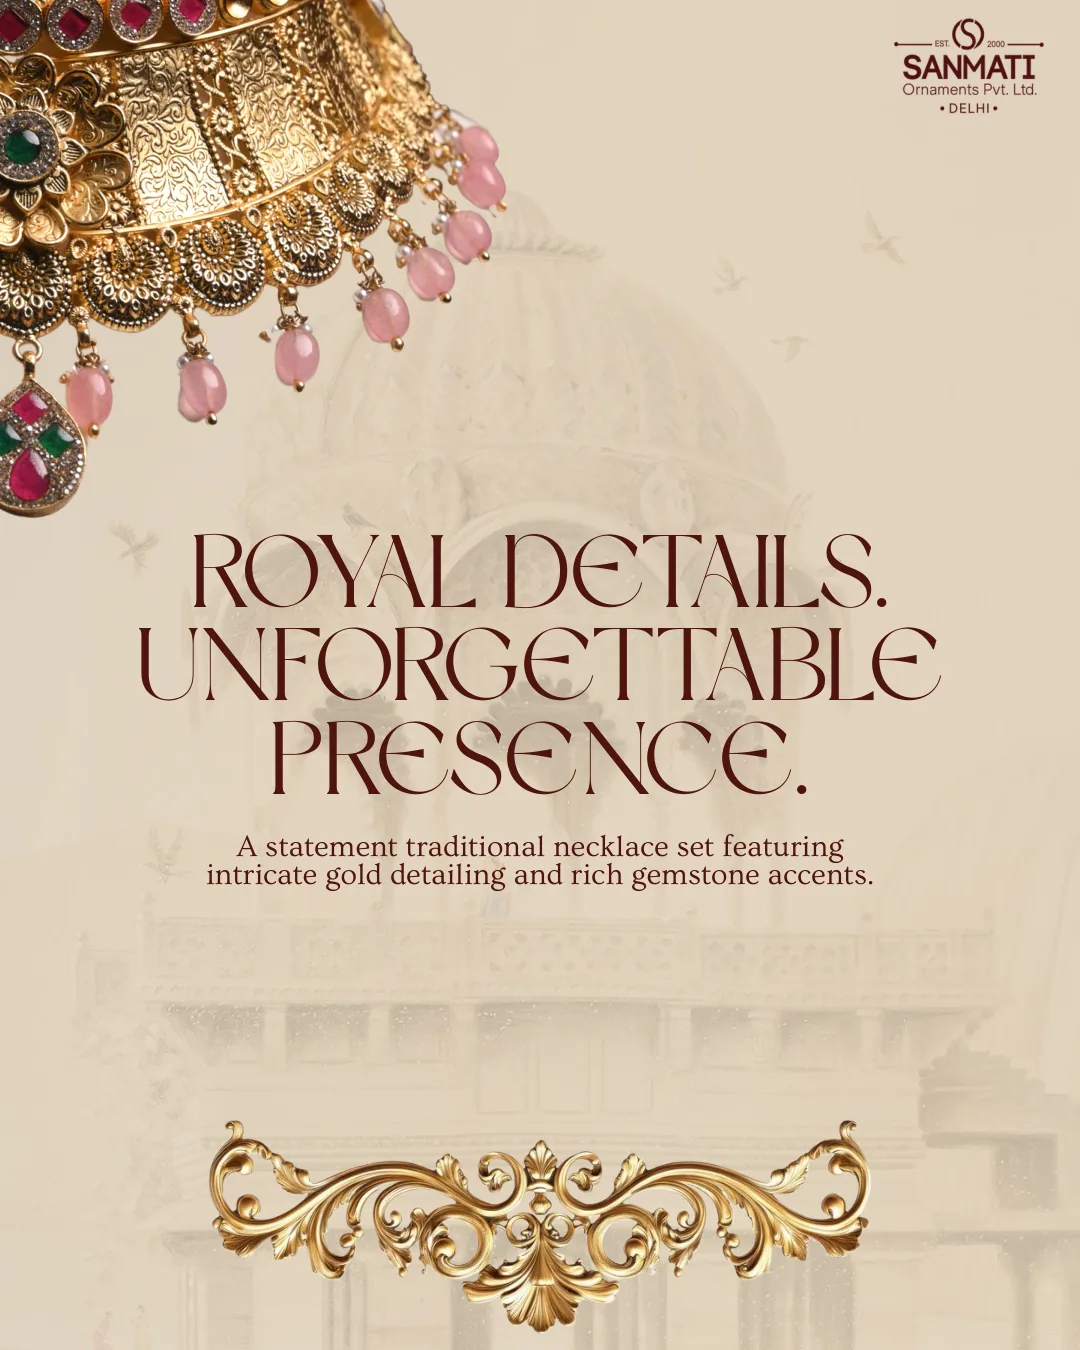 EST. 2000
SANMATI
Ornaments Pvt. Ltd.
• DELHI •
ROYAL DETAILS.
UNFORGETTABLE
PRESENCE.
A statement traditional necklace set featuring
intricate gold detailing and rich gemstone accents.